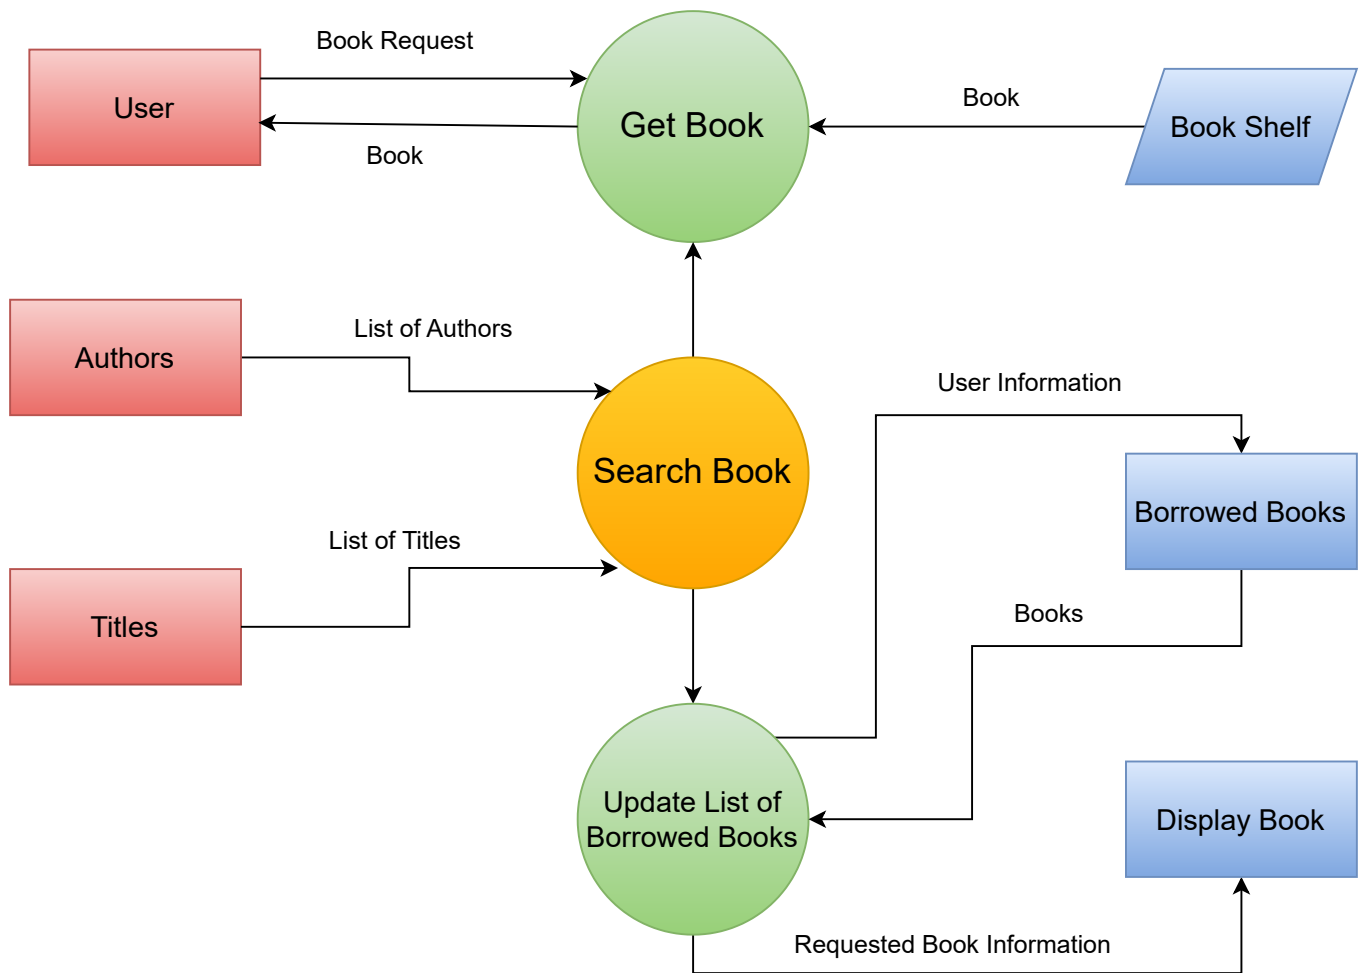 Book Request
User
Get Book
Book
Book Shelf
Book
List of Authors
Authors
User Information
Search Book
Borrowed Books
List of Titles
Titles
Books
Update List of
Borrowed Books
Display Book
Requested Book Information